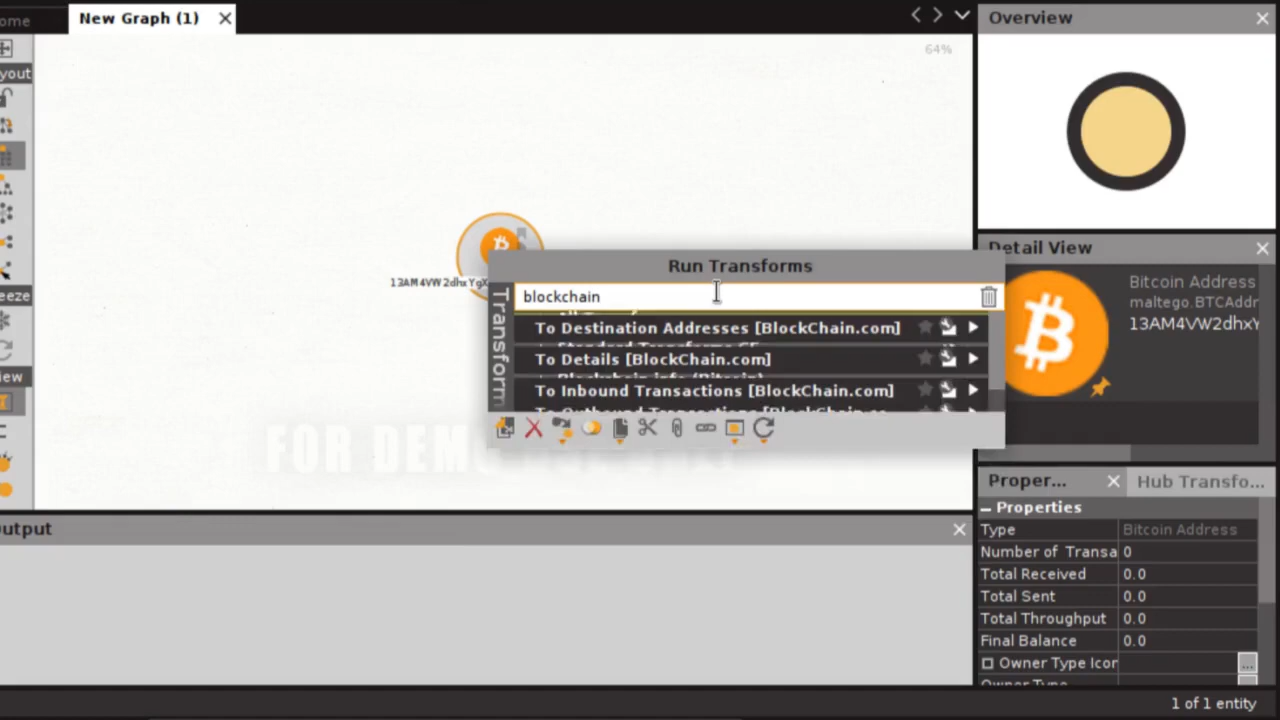 ome
New Graph (1)
64%
Overview
yout
13AM4VW2dhxYgX
Run Transforms
Transform
blockchain
To Destination Addresses [BlockChain.com]
To Details [BlockChain.com]
To Inbound Transactions [BlockChain.com]
Detail View
Bitcoin Address
maltego.BTCAddr
13AM4VW2dhxY
eeze
iew
FOR DEM
Proper...
Hub Transfo...
Properties
Type Bitcoin Address
Number of Transa 0
Total Received 0.0
Total Sent 0.0
Total Throughput 0.0
Final Balance 0.0
Owner Type Icor
...
utput
1 of 1 entity